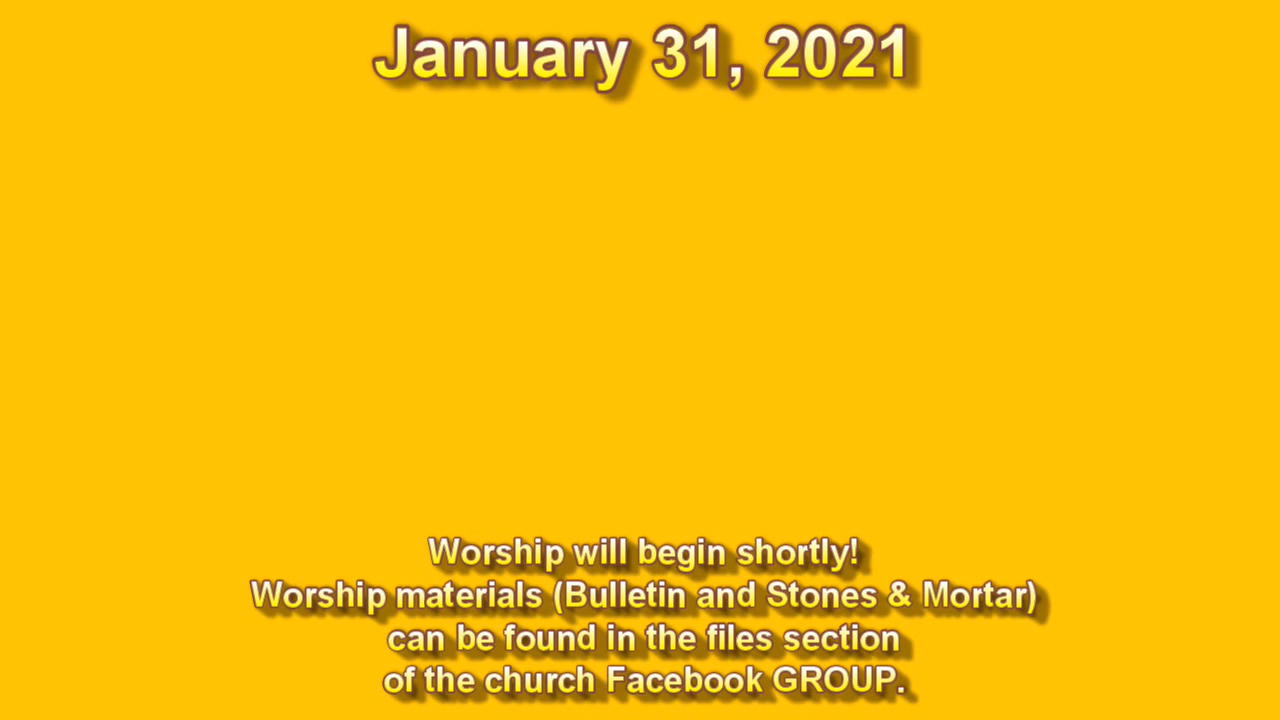 January 31, 2021
Worship will begin shortly!
Worship materials (Bulletin and Stones & Mortar)
can be found in the files section
of the church Facebook GROUP.